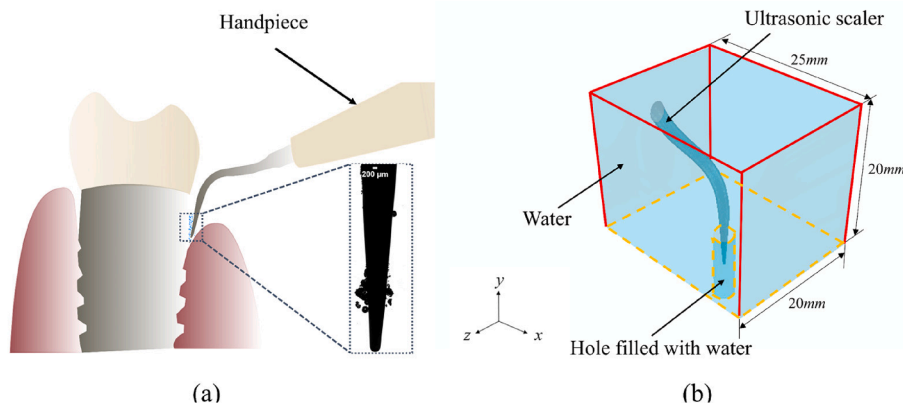 Handpiece
200 μm
(a)
Ultrasonic scaler
25mm
20mm
Water
20mm
y
z
x
Hole filled with water
(b)